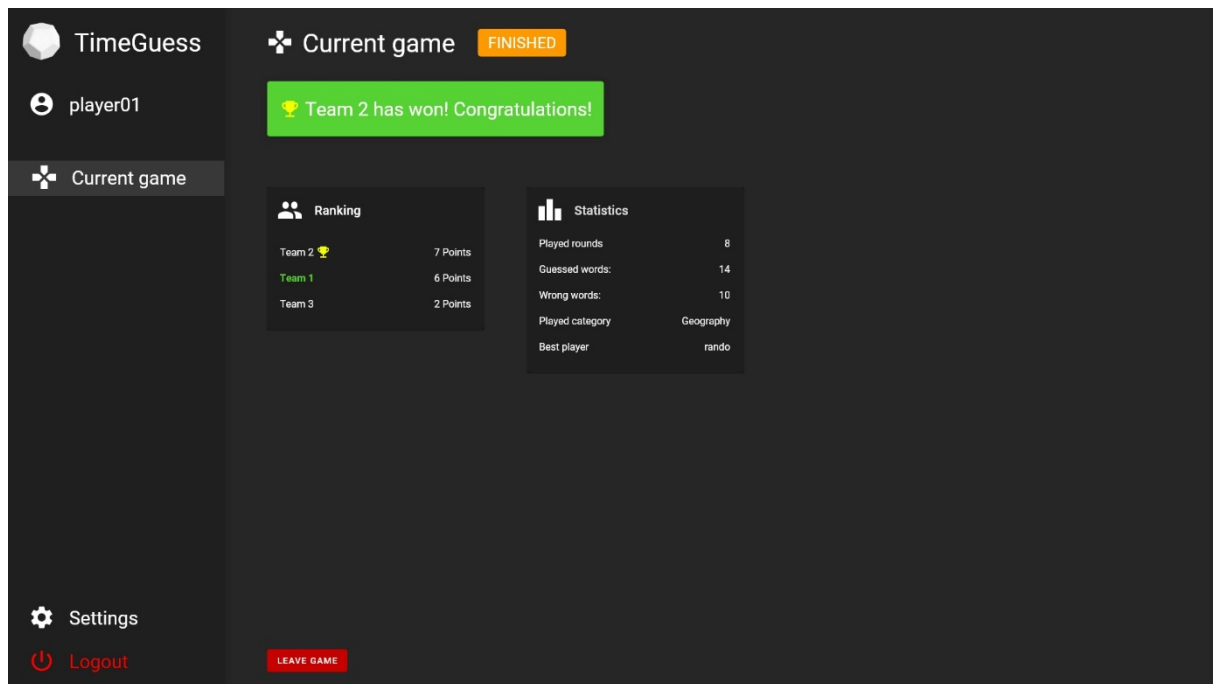 TimeGuess
player01
Current game
Settings
Logout
Current game
FINISHED
Team 2 has won! Congratulations!
Ranking
Team 2 7 Points
Team 1 6 Points
Team 3 2 Points
Statistics
Played rounds 8
Guessed words: 14
Wrong words: 10
Played category Geography
Best player rando
LEAVE GAME